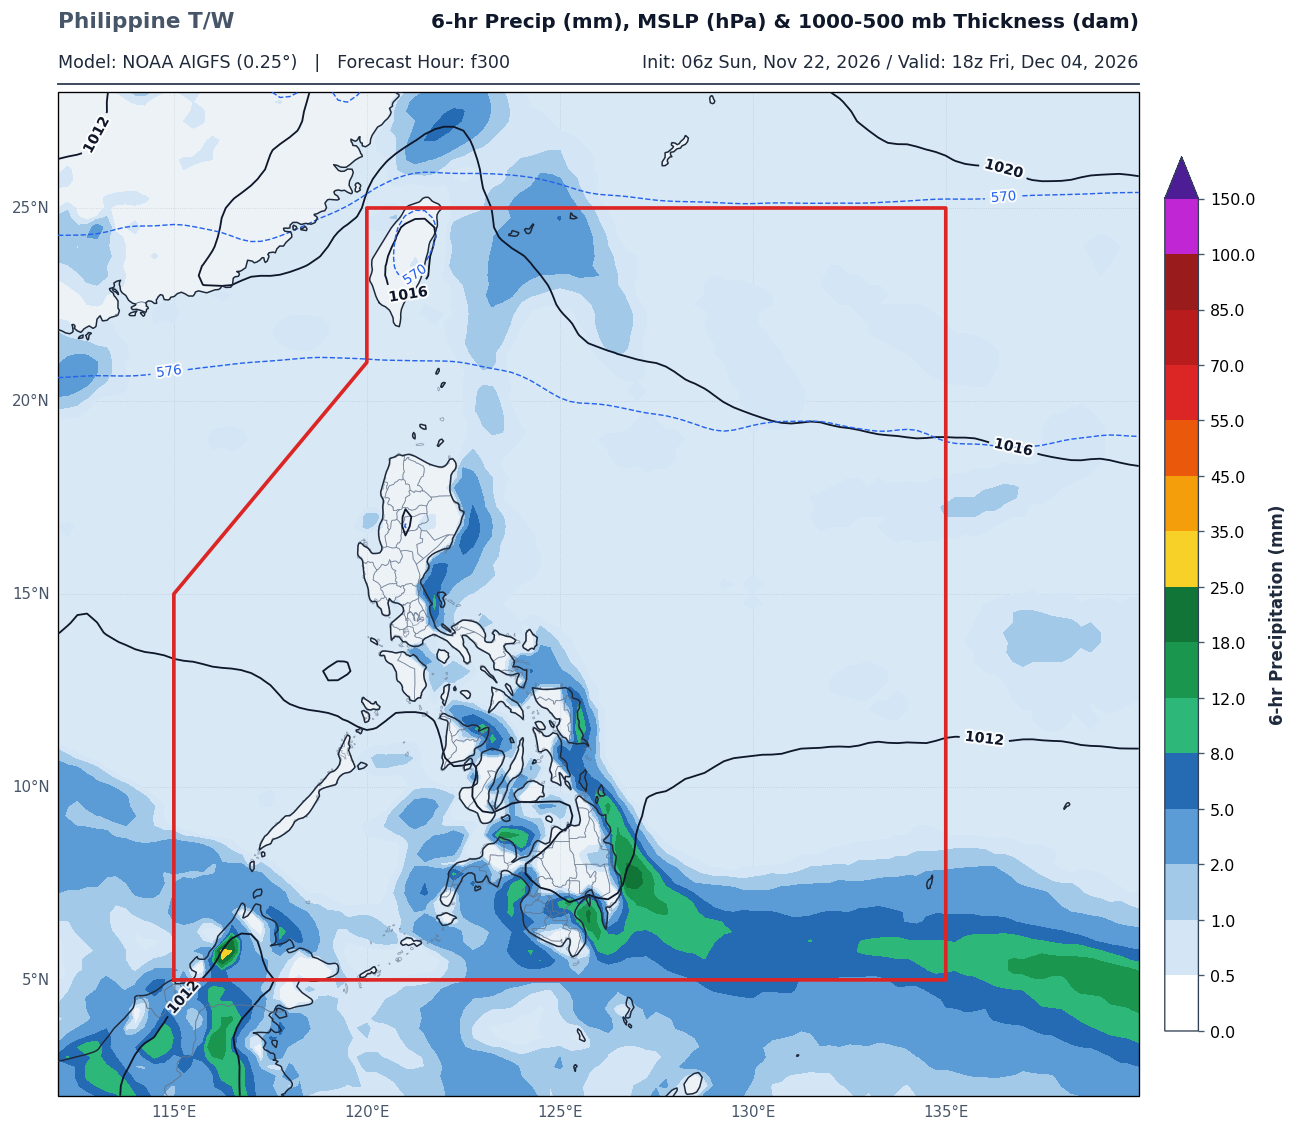 Philippine T/W
6-hr Precip (mm), MSLP (hPa) & 1000-500 mb Thickness (dam)
Model: NOAA AIGFS (0.25°) | Forecast Hour: f300
Init: 06z Sun, Nov 22, 2026 / Valid: 18z Fri, Dec 04, 2026
1012
1020
570
570
1016
576
1016
1012
1012
25°N
20°N
15°N
10°N
5°N
115°E
120°E
125°E
130°E
135°E
150.0
100.0
85.0
70.0
55.0
45.0
35.0
25.0
18.0
12.0
8.0
5.0
2.0
1.0
0.5
0.0
6-hr Precipitation (mm)